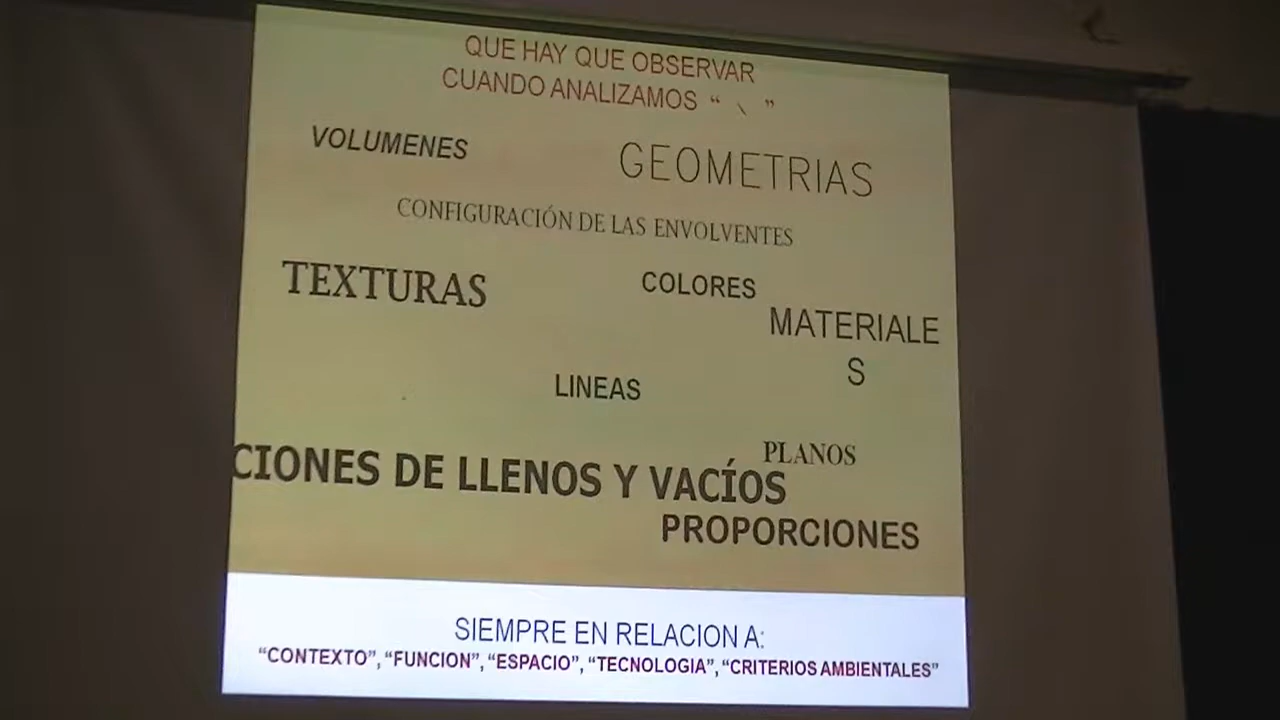 QUE HAY QUE OBSERVAR
CUANDO ANALIZAMOS “ ”
VOLUMENES
GEOMETRIAS
CONFIGURACIÓN DE LAS ENVOLVENTES
TEXTURAS
COLORES
MATERIALE
S
LINEAS
PLANOS
CIONES DE LLENOS Y VACÍOS
PROPORCIONES
SIEMPRE EN RELACION A:
“CONTEXTO”, “FUNCION”, “ESPACIO”, “TECNOLOGIA”, “CRITERIOS AMBIENTALES”